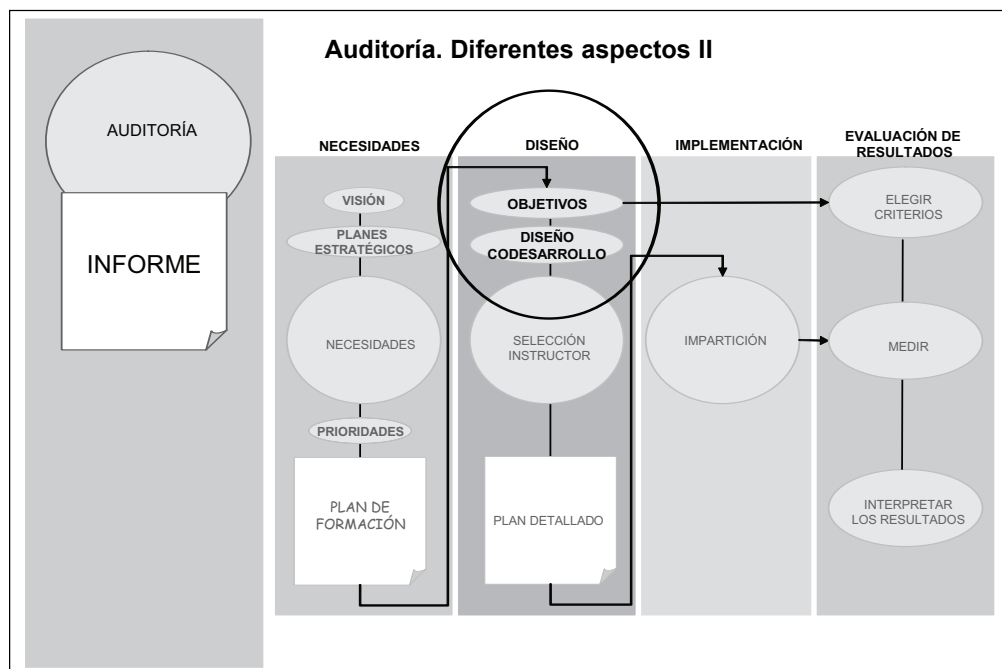 Auditoría. Diferentes aspectos II
AUDITORÍA
INFORME
NECESIDADES
VISIÓN
PLANES
ESTRATÉGICOS
NECESIDADES
PRIORIDADES
PLAN DE
FORMACIÓN
DISEÑO
OBJETIVOS
DISEÑO
CODESARROLLO
SELECCIÓN
INSTRUCTOR
PLAN DETALLADO
IMPLEMENTACIÓN
IMPARTICIÓN
EVALUACIÓN DE
RESULTADOS
ELEGIR
CRITERIOS
MEDIR
INTERPRETAR
LOS RESULTADOS